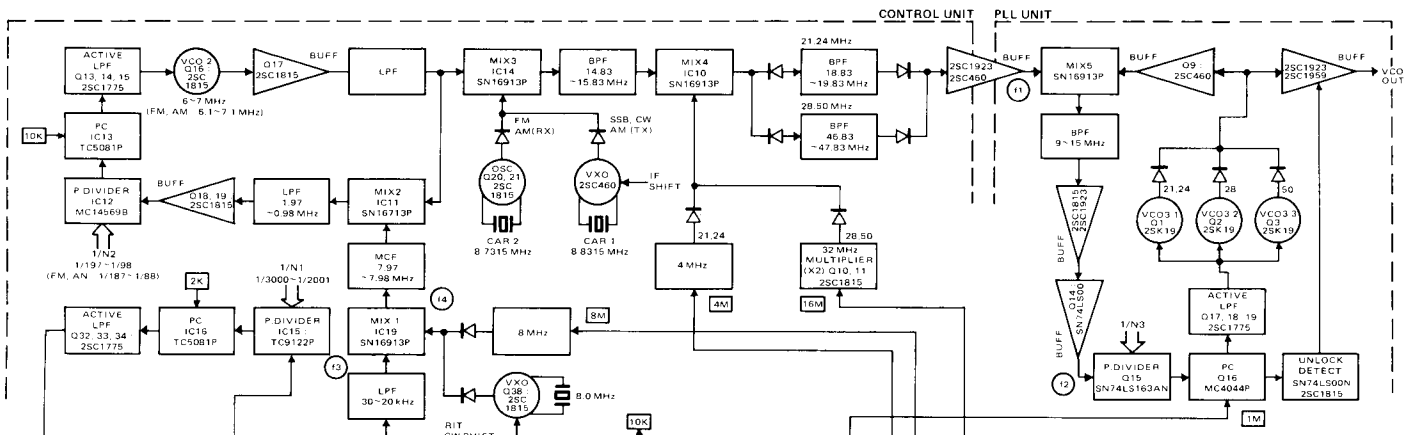 CONTROL UNIT
PLL UNIT
ACTIVE
LPF
Q13, 14, 15
2SC1775
VCO 2
Q16 :
2SC
1815
6~7 MHz
(FM, AM 6.1~7.1 MHz)
Q17
2SC1815
BUFF
LPF
MIX3
IC14
SN16913P
BPF
14.83
~15.83 MHz
MIX4
IC10
SN16913P
21,24 MHz
BPF
18.83
~19.83 MHz
28.50 MHz
BPF
46.83
~47.83 MHz
2SC1923
2SC460
BUFF
f1
MIX5
SN16913P
BUFF
Q9 :
2SC460
2SC1923
2SC1959
BUFF
VCO
OUT
10K
PC
IC13
TC5081P
P.DIVIDER
IC12
MC14569B
1/N2
1/197~1/98
(FM, AN 1/187~1/88)
BUFF
Q18, 19
2SC1815
LPF
1.97
~0.98 MHz
MIX2
IC11
SN16713P
FM
AM(RX)
SSB, CW
AM (TX)
OSC
Q20, 21
2SC
1815
VXO
2SC460
IF
SHIFT
CAR 2
8.7315 MHz
CAR 1
8.8315 MHz
BPF
9~15 MHz
2SC1815
2SC1923
BUFF
21,24
28
50
VCO3 1
Q1
2SK19
VCO3 2
Q2
2SK19
VCO3 3
Q3
2SK19
MCF
7.97
~7.98 MHz
21,24
4 MHz
4M
28.50
32 MHz
MULTIPLIER
(X2) Q10, 11
2SC1815
16M
ACTIVE
LPF
Q17, 18 19
2SC1775
Q14 :
SN74LS00
BUFF
f2
1/N3
P.DIVIDER
Q15
SN74LS163AN
PC
Q16
MC4044P
1M
UNLOCK
DETECT
SN74LS00N
2SC1815
ACTIVE
LPF
Q32, 33, 34 :
2SC1775
2K
PC
IC16
TC5081P
1/N1
1/3000~1/2001
P.DIVIDER
IC15 :
TC9122P
f4
MIX 1
IC19
SN16913P
8 MHz
8M
f3
LPF
30~20 kHz
VXO
Q38 :
2SC
1815
8.0 MHz
RIT
10K